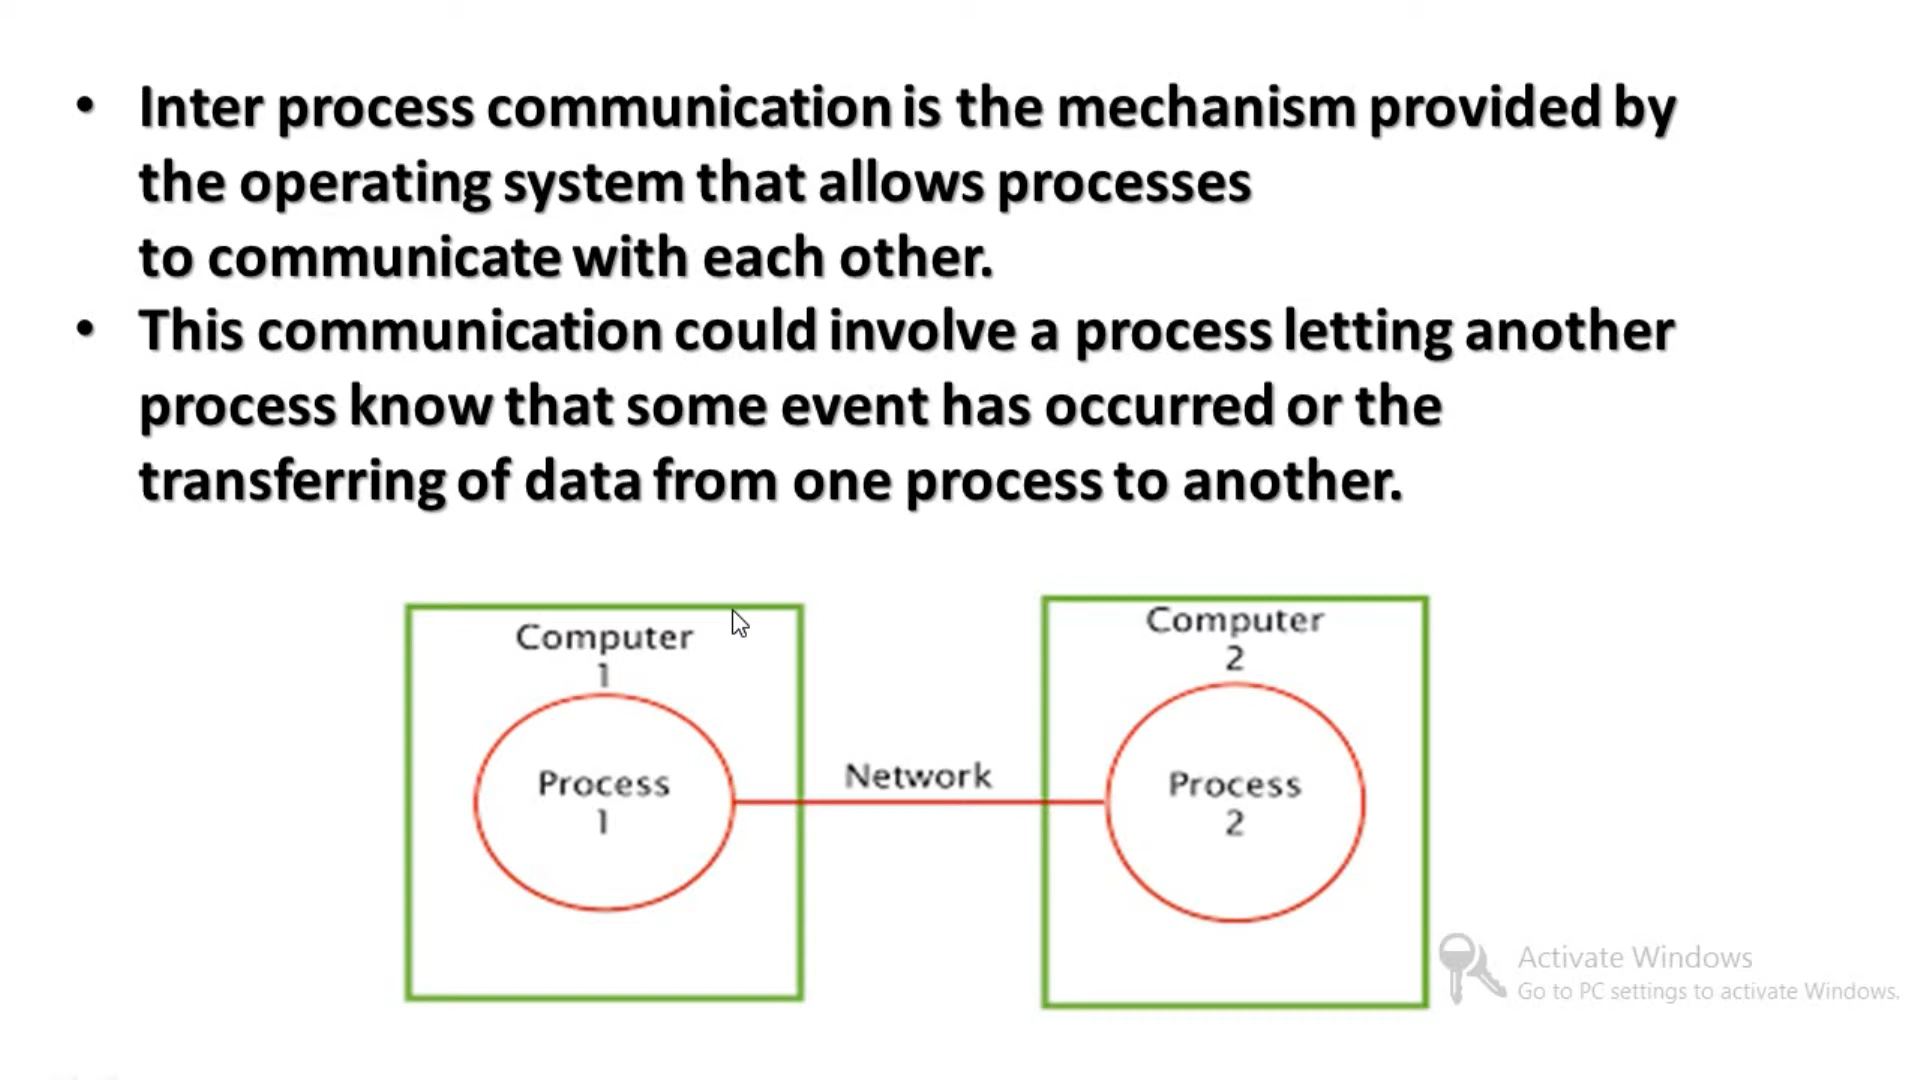 • Inter process communication is the mechanism provided by
the operating system that allows processes
to communicate with each other.
• This communication could involve a process letting another
process know that some event has occurred or the
transferring of data from one process to another.
Computer
1
Process
1
Network
Computer
2
Process
2
Activate Windows
Go to PC settings to activate Windows.